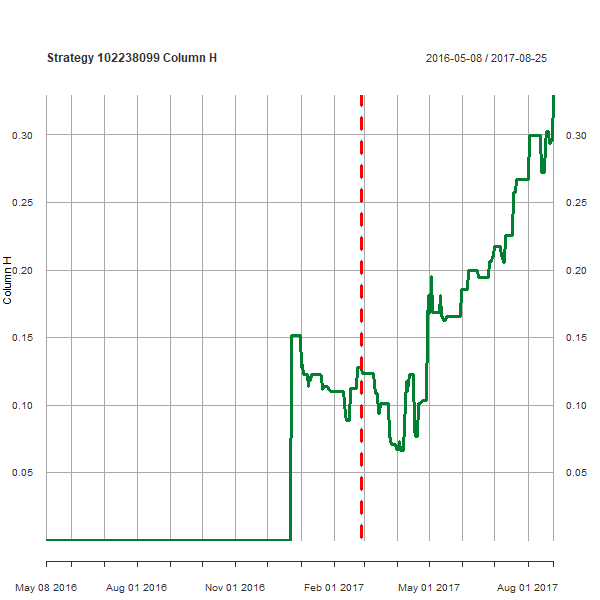 Strategy 102238099 Column H
2016-05-08 / 2017-08-25
Column H
0.30
0.25
0.20
0.15
0.10
0.05
0.30
0.25
0.20
0.15
0.10
0.05
May 08 2016
Aug 01 2016
Nov 01 2016
Feb 01 2017
May 01 2017
Aug 01 2017